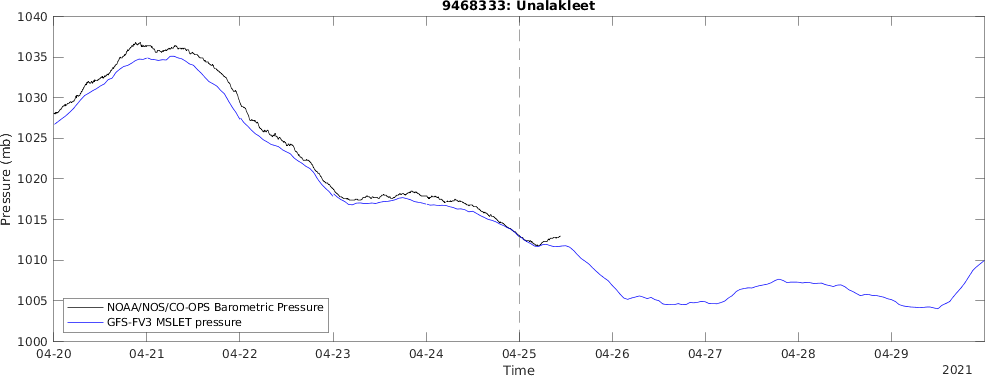 9468333: Unalakleet
1040
1035
1030
1025
1020
1015
1010
1005
1000
Pressure (mb)
NOAA/NOS/CO-OPS Barometric Pressure
GFS-FV3 MSLET pressure
04-20 04-21 04-22 04-23 04-24 04-25 04-26 04-27 04-28 04-29
Time
2021